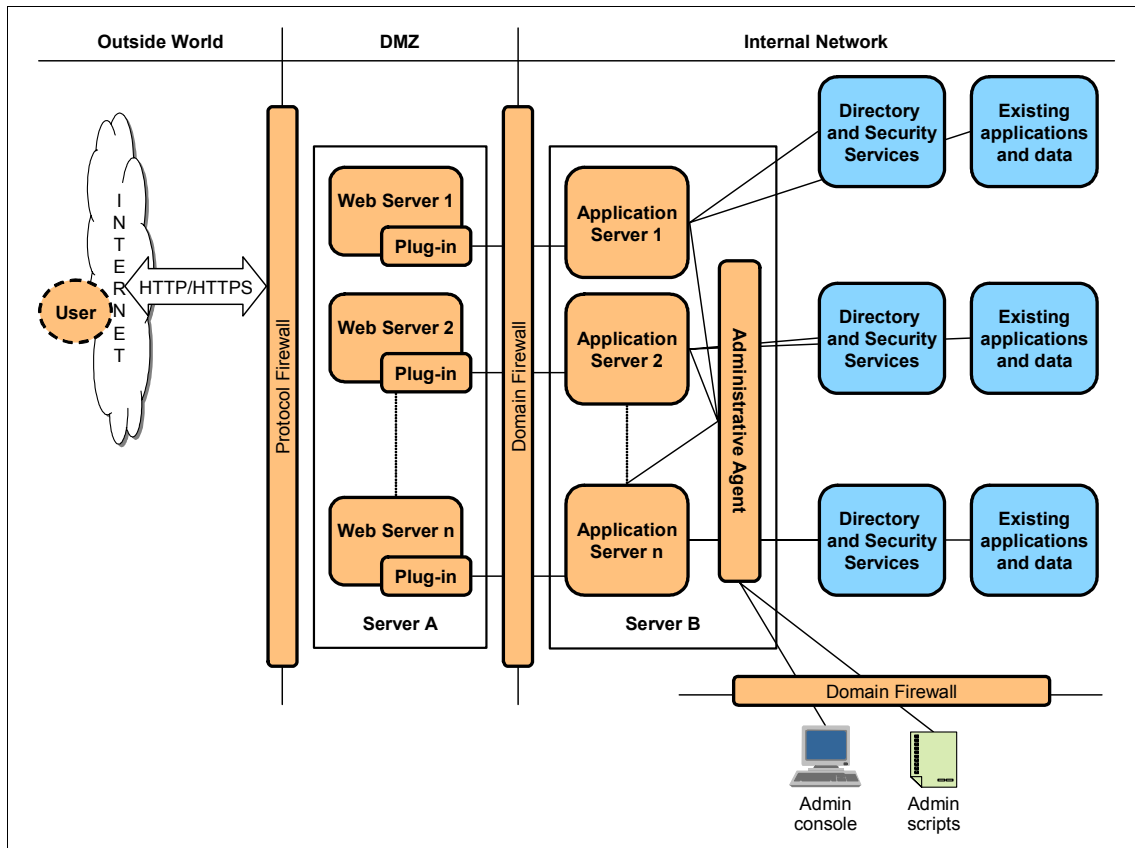 Outside World
DMZ
Internal Network
INTERNET
User
HTTP/HTTPS
Protocol Firewall
Web Server 1
Plug-in
Web Server 2
Plug-in
Web Server n
Plug-in
Server A
Domain Firewall
Application
Server 1
Application
Server 2
Application
Server n
Server B
Administrative Agent
Directory
and Security
Services
Existing
applications
and data
Directory
and Security
Services
Existing
applications
and data
Directory
and Security
Services
Existing
applications
and data
Domain Firewall
Admin
console
Admin
scripts